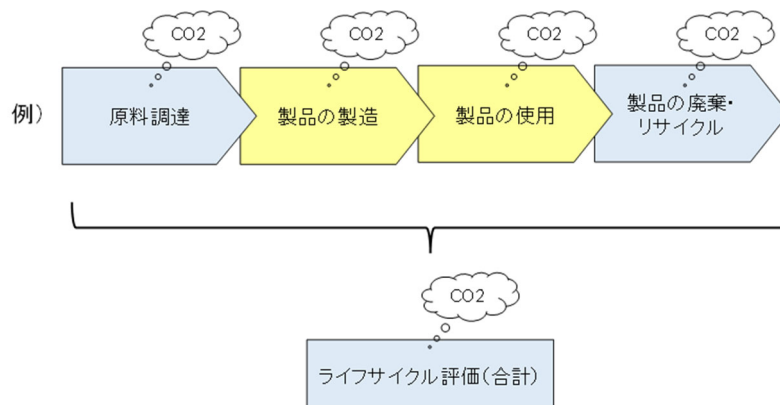 CO2
CO2
CO2
CO2
例)
原料調達
製品の製造
製品の使用
製品の廃棄・
リサイクル
CO2
ライフサイクル評価(合計)